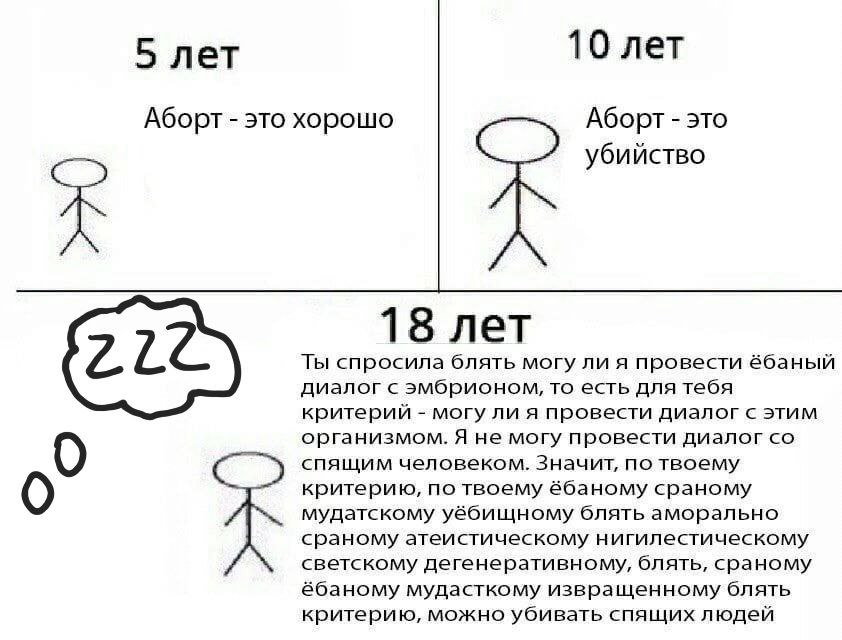 5 лет
Аборт - это хорошо
10 лет
Аборт - это
убийство
zzz
18 лет
Ты спросила блять могу ли я провести ёбаный
диалог с эмбрионом, то есть для тебя
критерий - могу ли я провести диалог с этим
организмом. Я не могу провести диалог со
спящим человеком. Значит, по твоему
критерию, по твоему ёбаному сраному
мудатскому уёбищному блять аморально
сраному атеистическому нигилестическому
светскому дегенеративному, блять, сраному
ёбаному мудасткому извращенному блять
критерию, можно убивать спящих людей